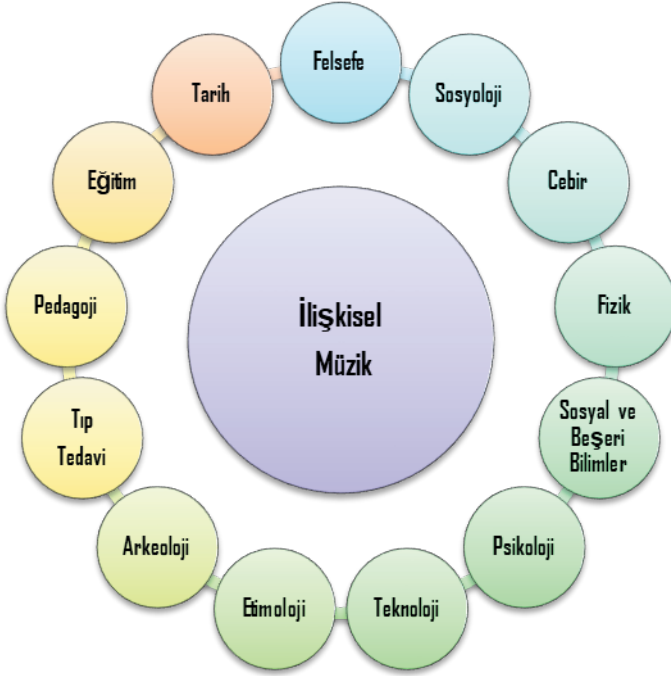 İlişkisel
Müzik
Felsefe
Sosyoloji
Cebir
Fizik
Sosyal ve
Beşeri
Bilimler
Psikoloji
Teknoloji
Etimoloji
Arkeoloji
Tıp
Tedavi
Pedagoji
Eğitim
Tarih